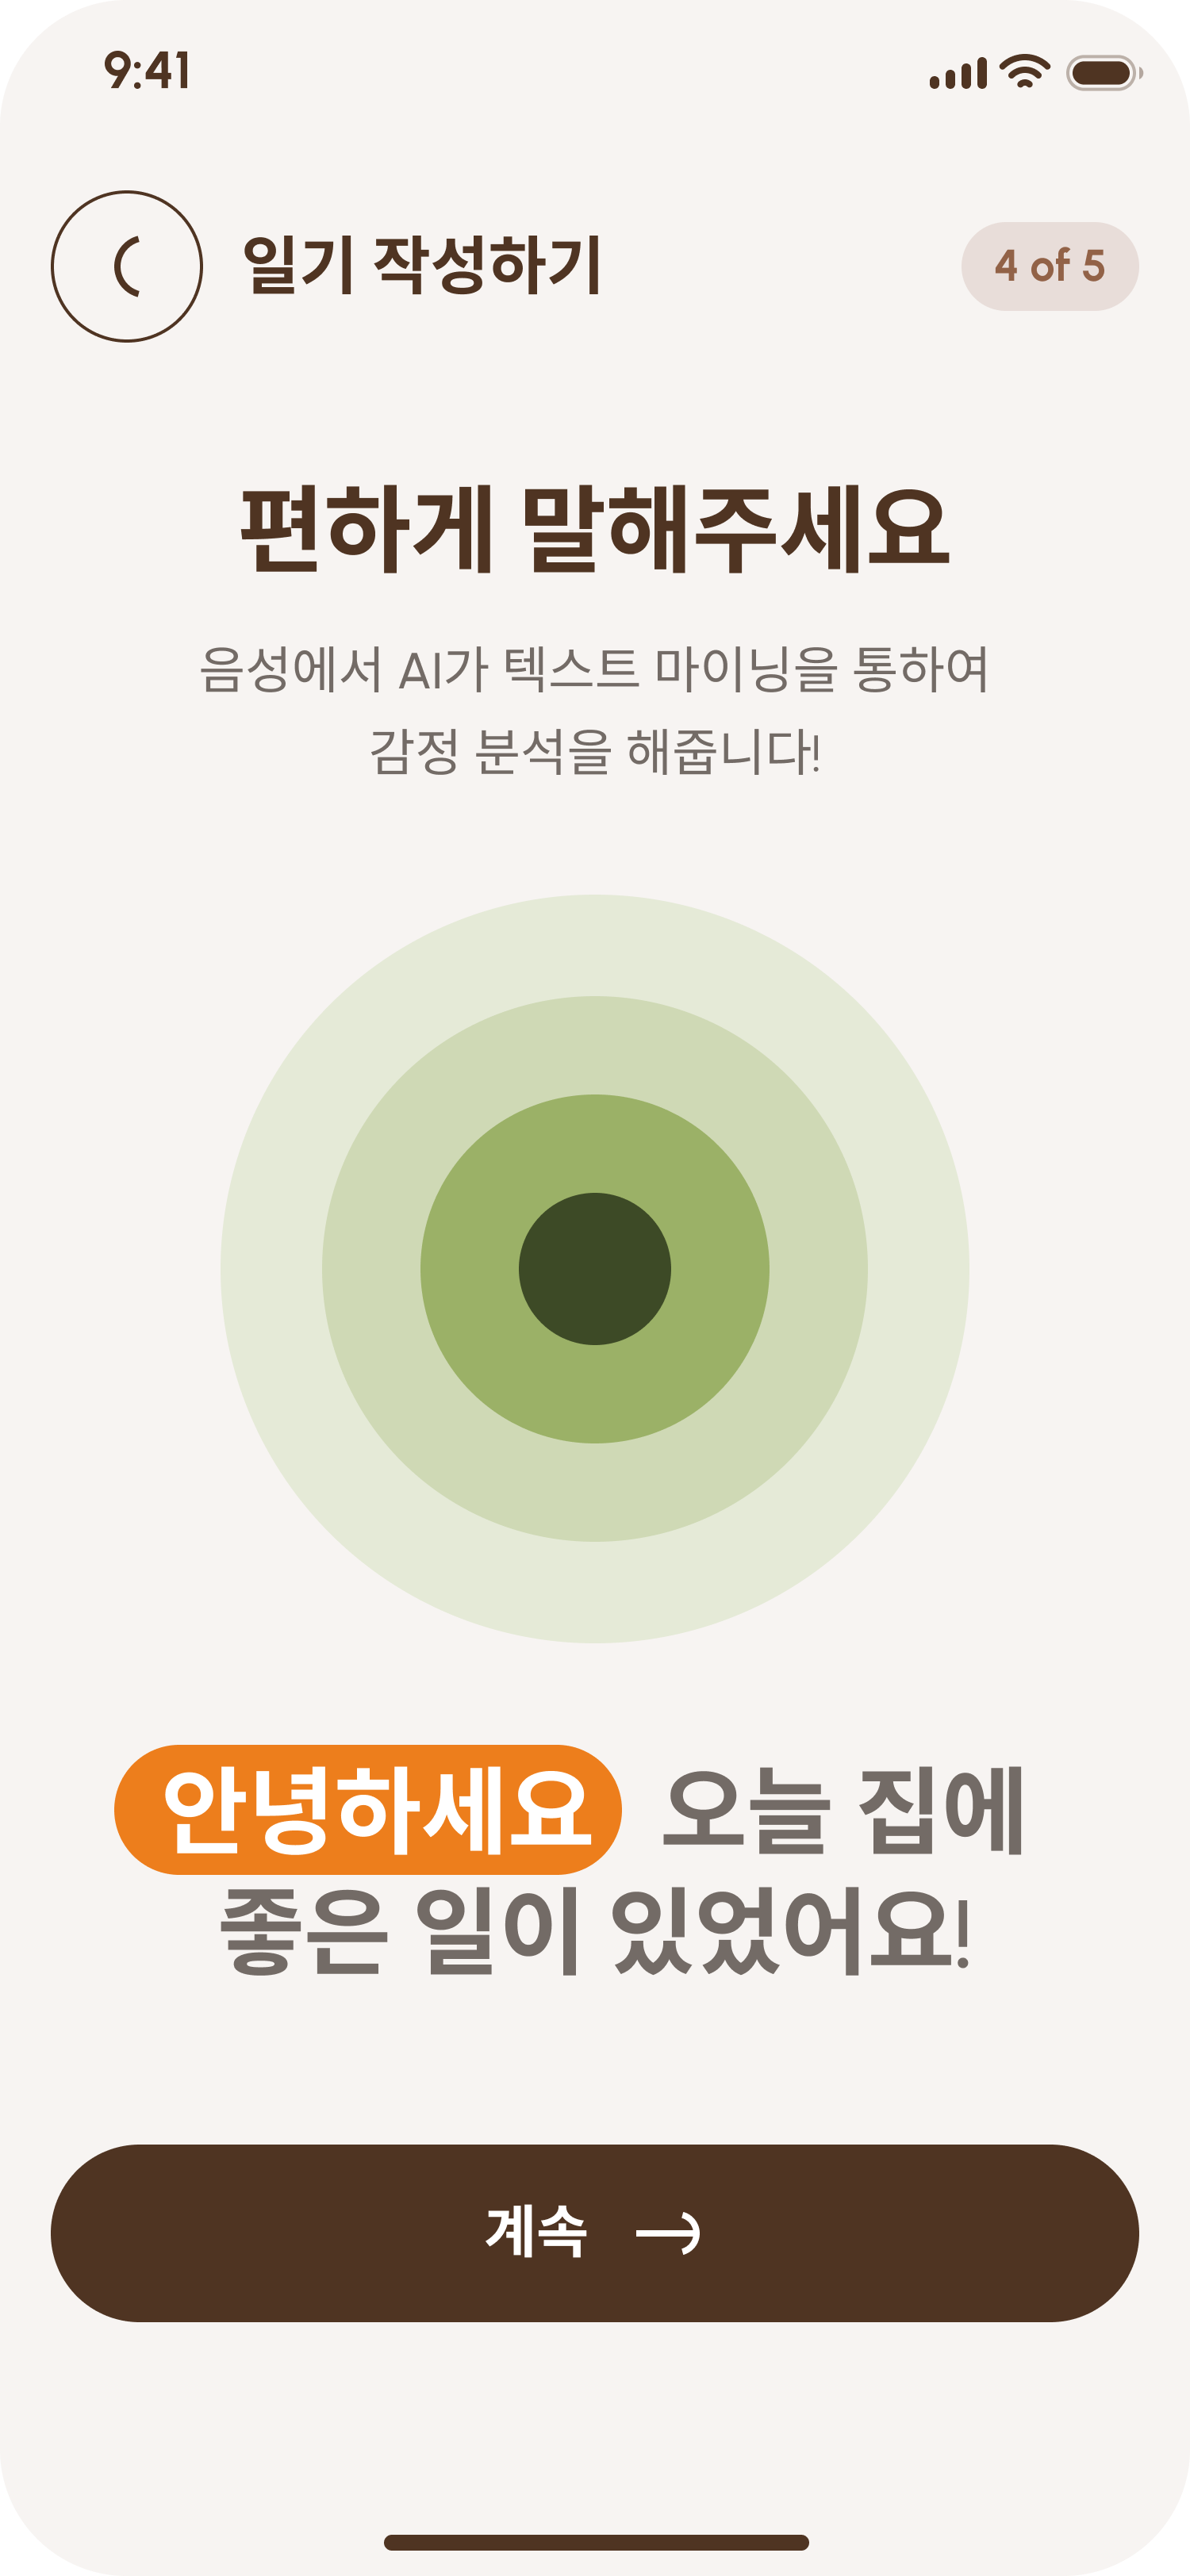 9:41
일기 작성하기
4 of 5
편하게 말해주세요
음성에서 AI가 텍스트 마이닝을 통하여
감정 분석을 해줍니다!
안녕하세요 오늘 집에
좋은 일이 있었어요!
계속